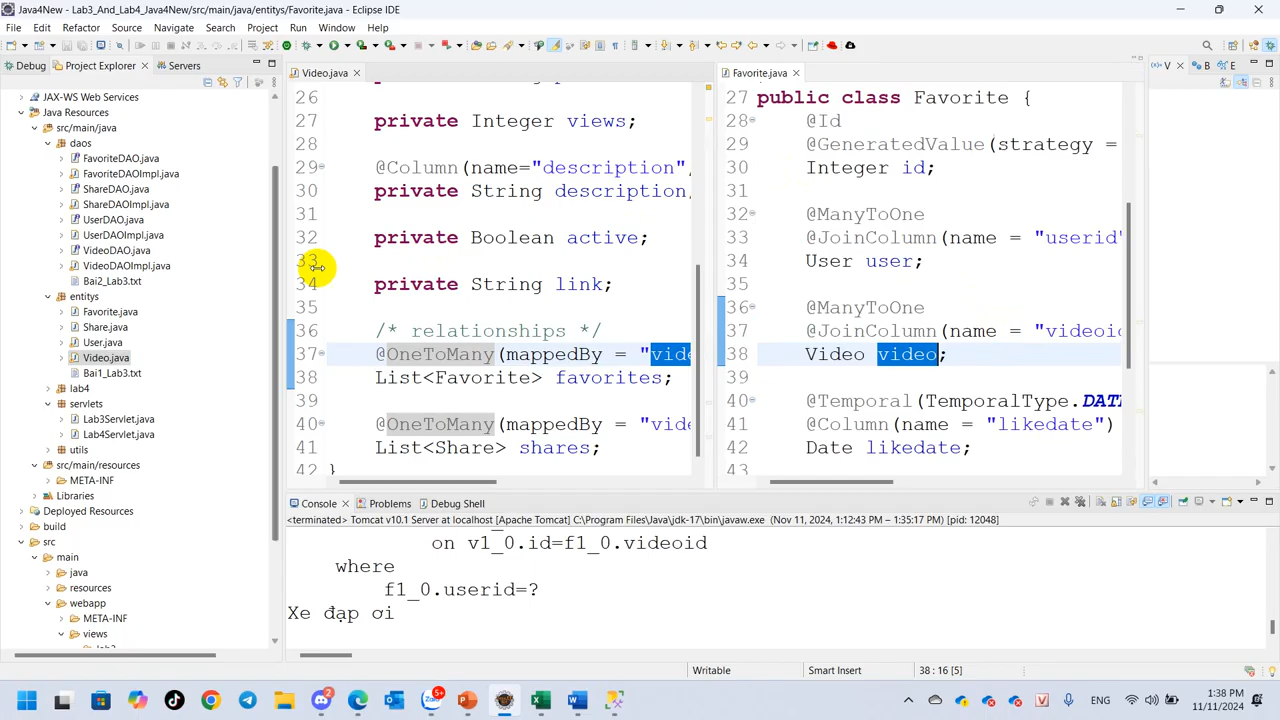 Java4New - Lab3_And_Lab4_Java4New/src/main/java/entitys/Favorite.java - Eclipse IDE
File Edit Refactor Source Navigate Search Project Run Window Help
Debug Project Explorer Servers
JAX-WS Web Services
Java Resources
src/main/java
daos
FavoriteDAO.java
FavoriteDAOImpl.java
ShareDAO.java
ShareDAOImpl.java
UserDAO.java
UserDAOImpl.java
VideoDAO.java
VideoDAOImpl.java
Bai2_Lab3.txt
entitys
Favorite.java
Share.java
User.java
Video.java
Bai1_Lab3.txt
lab4
servlets
Lab3Servlet.java
Lab4Servlet.java
utils
src/main/resources
META-INF
Libraries
Deployed Resources
build
src
main
java
resources
webapp
META-INF
views
Video.java
26
27 private Integer views;
28
29 @Column(name="description",
30 private String description,
31
32 private Boolean active;
33
34 private String link;
35
36 /* relationships */
37 @OneToMany(mappedBy = "vide
38 List<Favorite> favorites;
39
40 @OneToMany(mappedBy = "vide
41 List<Share> shares;
42 }
Favorite.java
27 public class Favorite {
28 @Id
29 @GeneratedValue(strategy =
30 Integer id;
31
32 @ManyToOne
33 @JoinColumn(name = "userid"
34 User user;
35
36 @ManyToOne
37 @JoinColumn(name = "videoid
38 Video video;
39
40 @Temporal(TemporalType.DATE
41 @Column(name = "likedate")
42 Date likedate;
43
V B E
Console Problems Debug Shell
<terminated> Tomcat v10.1 Server at localhost [Apache Tomcat] C:\Program Files\Java\jdk-17\bin\javaw.exe (Nov 11, 2024, 1:12:43 PM – 1:35:17 PM) [pid: 12048]
on v1_0.id=f1_0.videoid
where
f1_0.userid=?
Xe đạp ơi
Writable Smart Insert 38 : 16 [5]
2 5+ ENG 1:38 PM
11/11/2024